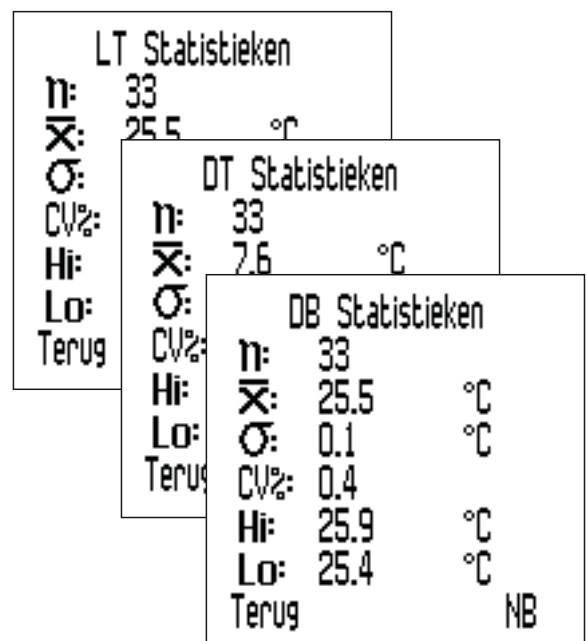 LT Statistieken
n: 33
x̅: 25.5 °C
σ:
CV%:
Hi:
Lo:
Terug
DT Statistieken
n: 33
x̅: 7.6 °C
σ:
CV%:
Hi:
Lo:
Terug
DB Statistieken
n: 33
x̅: 25.5 °C
σ: 0.1 °C
CV%: 0.4
Hi: 25.9 °C
Lo: 25.4 °C
Terug NB